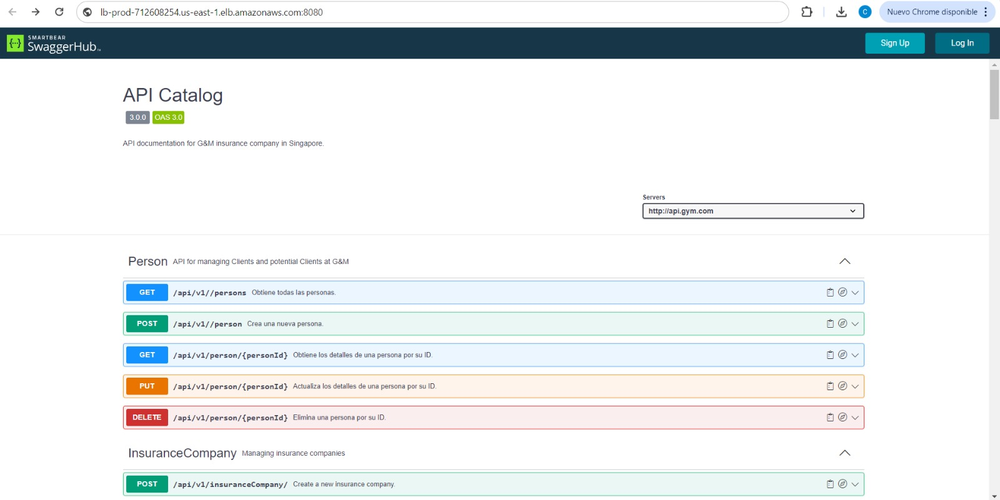 lb-prod-712608254.us-east-1.elb.amazonaws.com:8080
C
Nuevo Chrome disponible
SMARTBEAR
SwaggerHub™
Sign Up
Log In
API Catalog
3.0.0
OAS 3.0
API documentation for G&M insurance company in Singapore.
Servers
http://api.gym.com
Person API for managing Clients and potential Clients at G&M
GET /api/v1//persons Obtiene todas las personas.
POST /api/v1//person Crea una nueva persona.
GET /api/v1/person/{personId} Obtiene los detalles de una persona por su ID.
PUT /api/v1/person/{personId} Actualiza los detalles de una persona por su ID.
DELETE /api/v1/person/{personId} Elimina una persona por su ID.
InsuranceCompany Managing insurance companies
POST /api/v1/insuranceCompany/ Create a new insurance company.